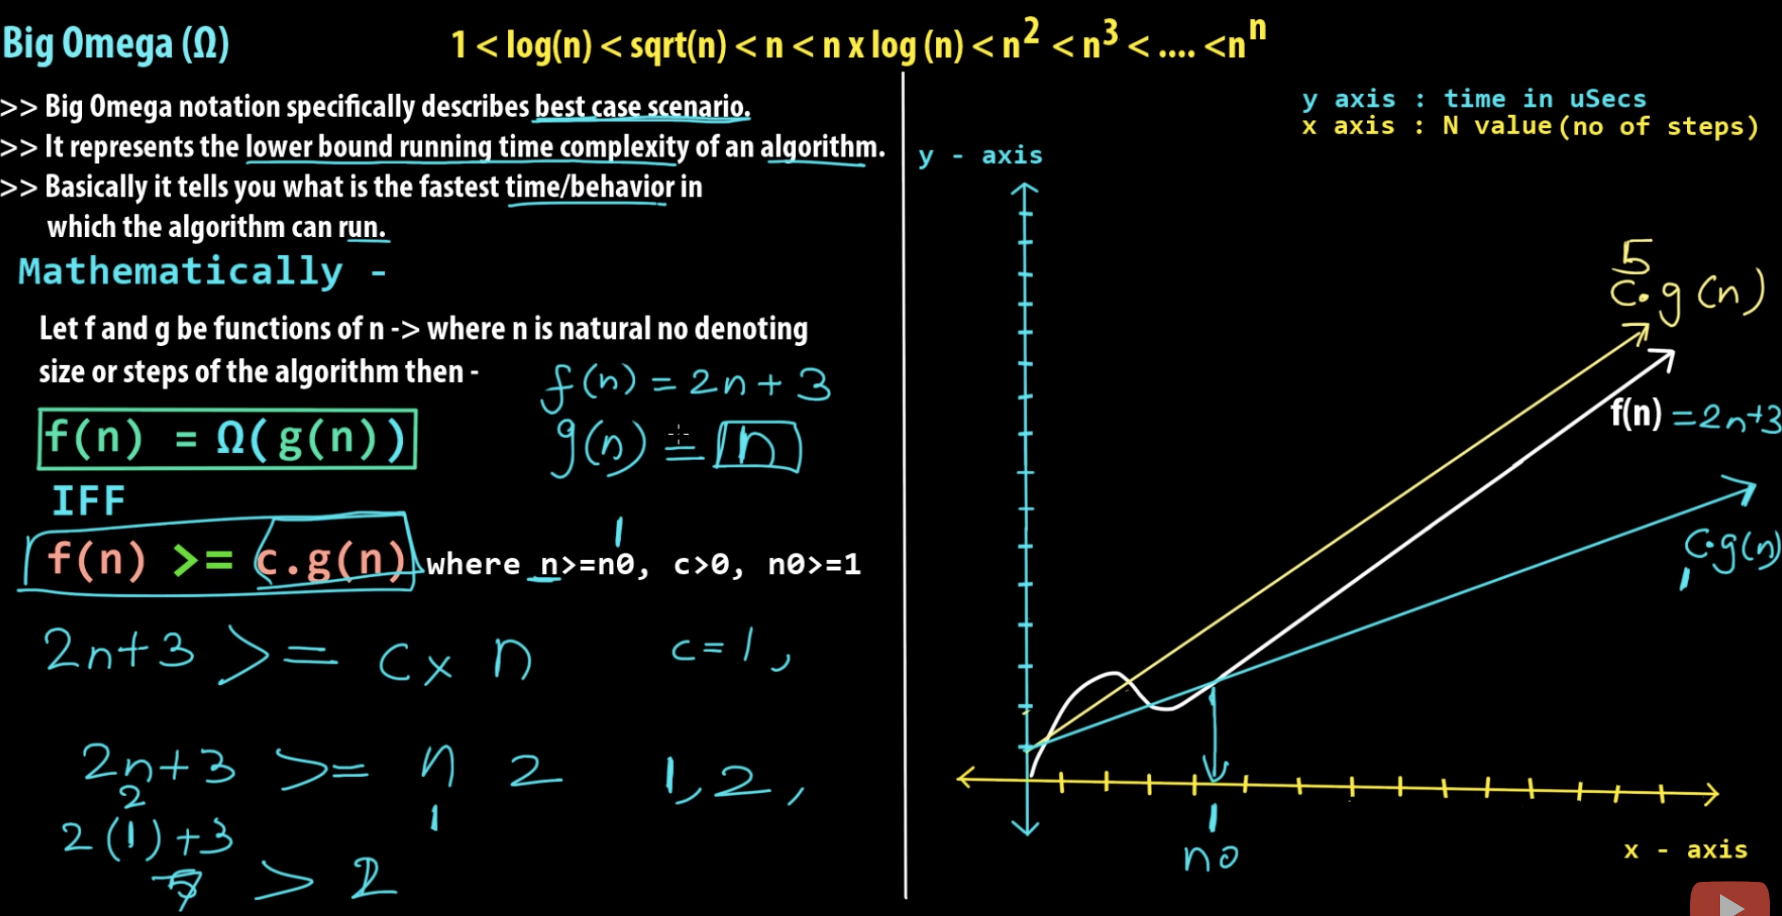 Big Omega (Ω)
1 < log(n) < sqrt(n) < n < n x log (n) < n² < n³ < .... <nⁿ
>> Big Omega notation specifically describes best case scenario.
>> It represents the lower bound running time complexity of an algorithm.
>> Basically it tells you what is the fastest time/behavior in
which the algorithm can run.
Mathematically -
Let f and g be functions of n -> where n is natural no denoting
size or steps of the algorithm then -
f(n) = 2n + 3
f(n) = Ω(g(n))
g(n) = n
IFF
1
f(n) >= c.g(n) where n>=n0, c>0, n0>=1
2n+3 >= c x n
c = 1 ,
2n+3 >= n 2
1, 2 ,
2
1
2(1)+3
7 > 2
y axis : time in uSecs
x axis : N value(no of steps)
y - axis
5
c.g(n)
f(n) = 2n+3
c.g(n)
1
1
n0
x - axis